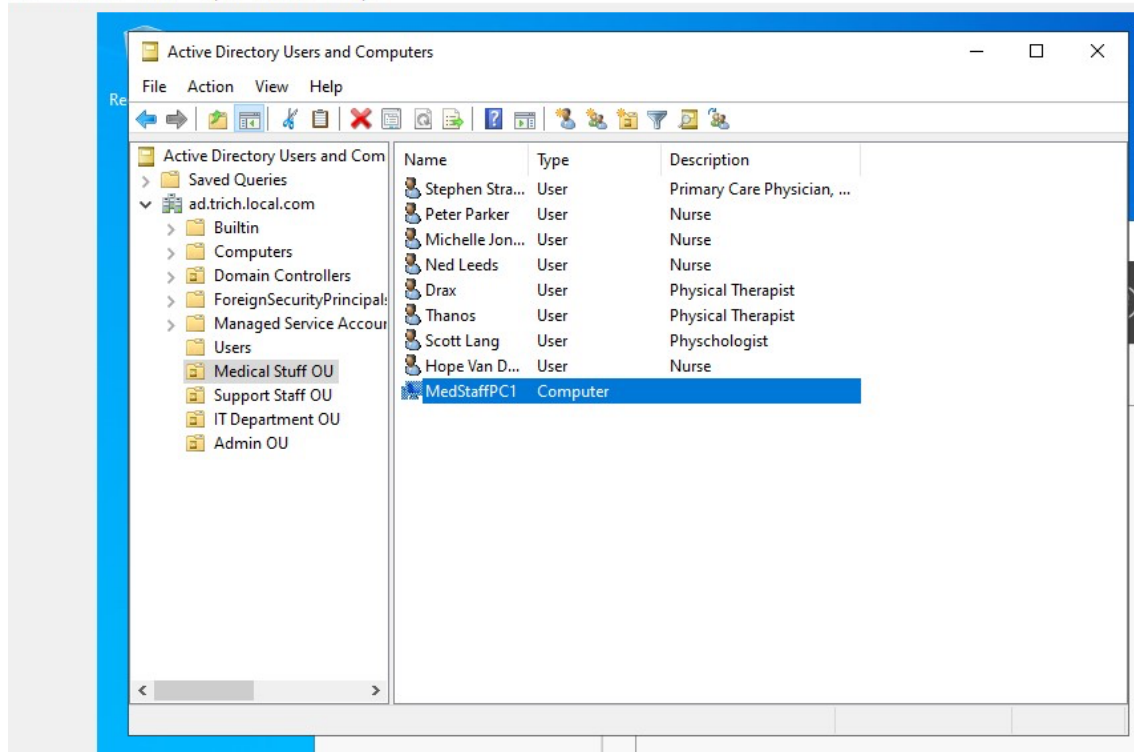 Active Directory Users and Computers
File Action View Help
Re
Active Directory Users and Com
Saved Queries
ad.trich.local.com
Builtin
Computers
Domain Controllers
ForeignSecurityPrincipals
Managed Service Accour
Users
Medical Stuff OU
Support Staff OU
IT Department OU
Admin OU
Name Type Description
Stephen Stra... User Primary Care Physician, ...
Peter Parker User Nurse
Michelle Jon... User Nurse
Ned Leeds User Nurse
Drax User Physical Therapist
Thanos User Physical Therapist
Scott Lang User Physchologist
Hope Van D... User Nurse
MedStaffPC1 Computer